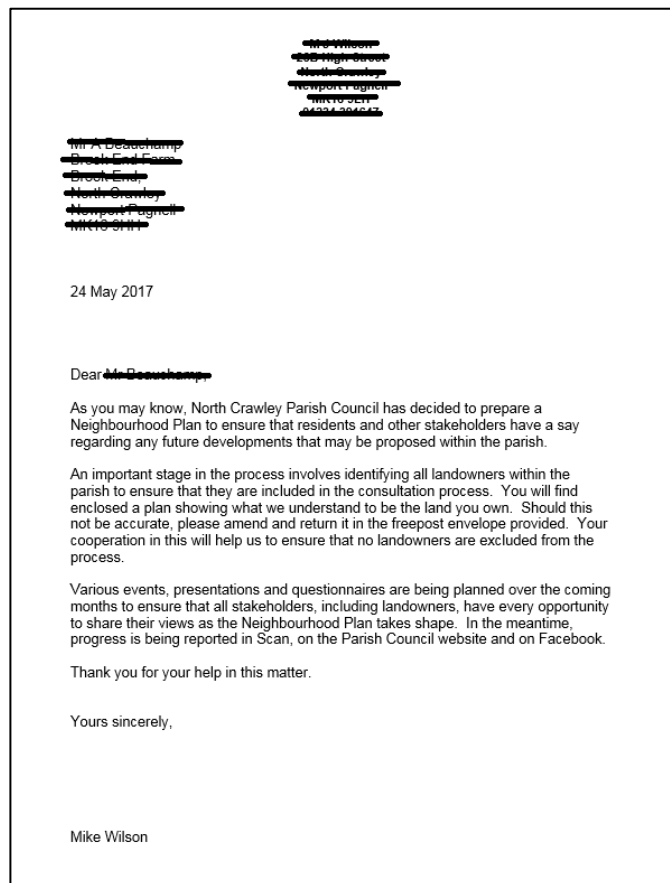 24 May 2017
Dear
As you may know, North Crawley Parish Council has decided to prepare a
Neighbourhood Plan to ensure that residents and other stakeholders have a say
regarding any future developments that may be proposed within the parish.
An important stage in the process involves identifying all landowners within the
parish to ensure that they are included in the consultation process.  You will find
enclosed a plan showing what we understand to be the land you own.  Should this
not be accurate, please amend and return it in the freepost envelope provided.  Your
cooperation in this will help us to ensure that no landowners are excluded from the
process.
Various events, presentations and questionnaires are being planned over the coming
months to ensure that all stakeholders, including landowners, have every opportunity
to share their views as the Neighbourhood Plan takes shape.  In the meantime,
progress is being reported in Scan, on the Parish Council website and on Facebook.
Thank you for your help in this matter.
Yours sincerely,
Mike Wilson